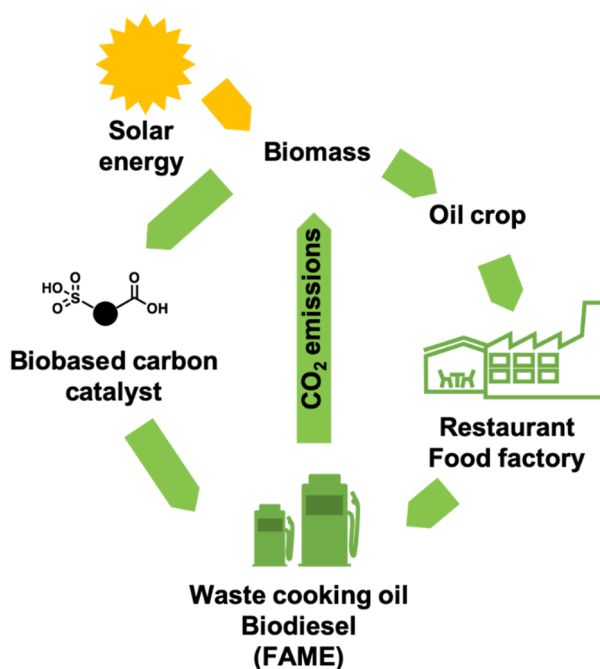 Solar
energy
Biomass
Oil crop
CO₂ emissions
O
HO
S
O
O
OH
Biobased carbon
catalyst
Restaurant
Food factory
Waste cooking oil
Biodiesel
(FAME)